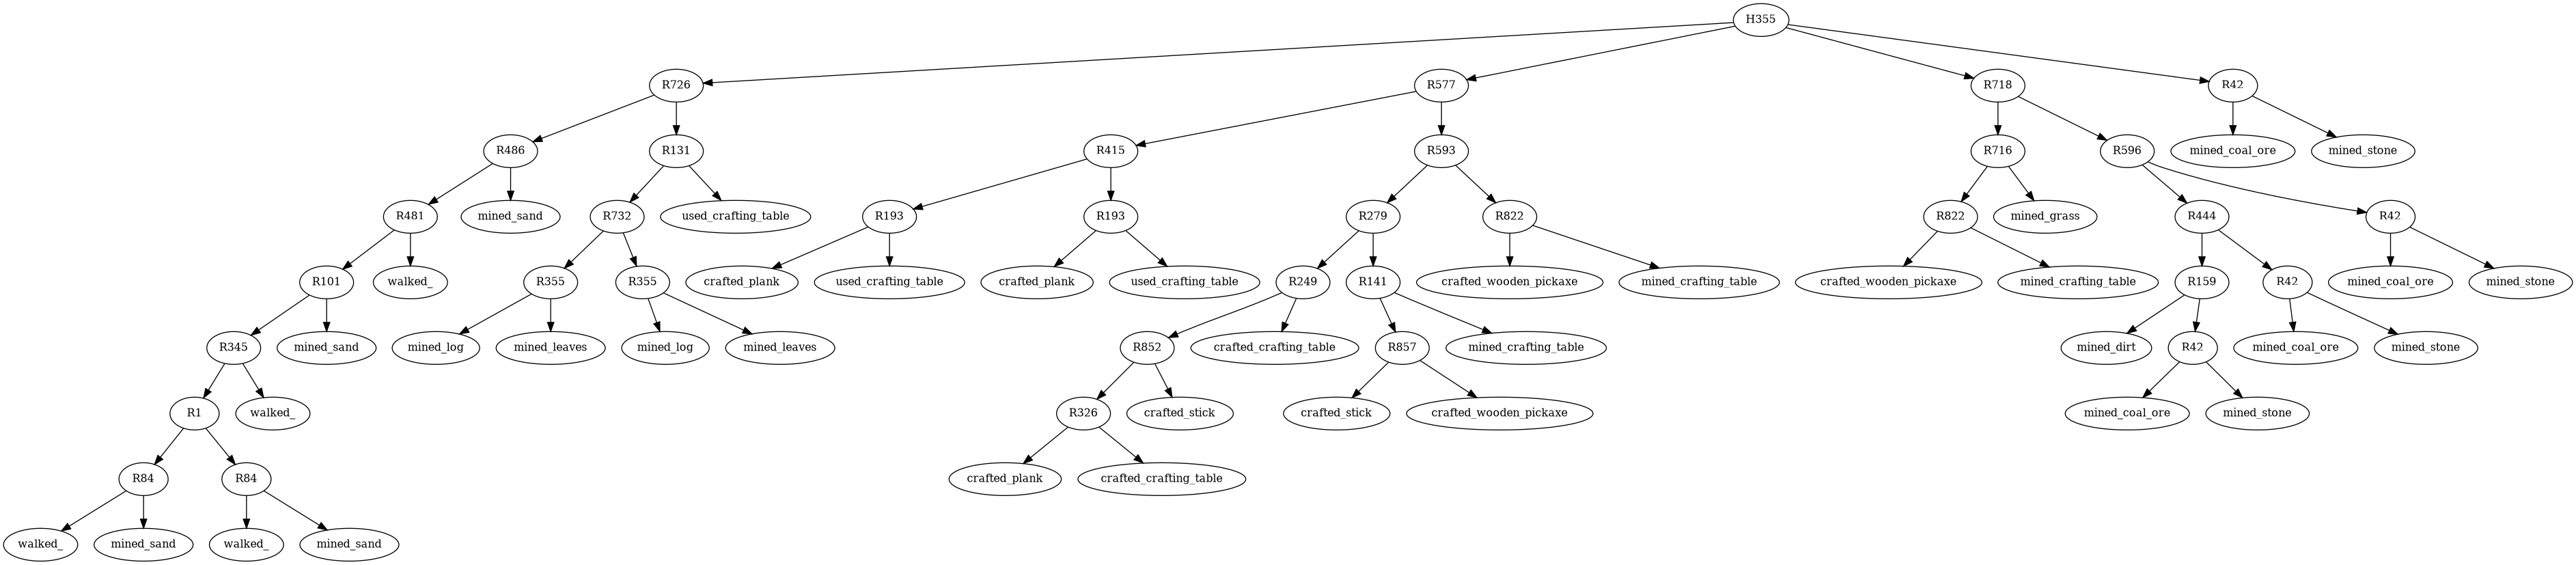 H355
R726
R577
R718
R42
R486
R131
R415
R593
R716
R596
mined_coal_ore
mined_stone
R481
mined_sand
R732
used_crafting_table
R193
R193
R279
R822
R822
mined_grass
R444
R42
R101
walked_
R355
R355
crafted_plank
used_crafting_table
crafted_plank
used_crafting_table
R249
R141
crafted_wooden_pickaxe
mined_crafting_table
crafted_wooden_pickaxe
mined_crafting_table
R159
R42
mined_coal_ore
mined_stone
R345
mined_sand
mined_log
mined_leaves
mined_log
mined_leaves
R852
crafted_crafting_table
R857
mined_crafting_table
mined_dirt
R42
mined_coal_ore
mined_stone
R1
walked_
R326
crafted_stick
crafted_stick
crafted_wooden_pickaxe
mined_coal_ore
mined_stone
R84
R84
crafted_plank
crafted_crafting_table
walked_
mined_sand
walked_
mined_sand